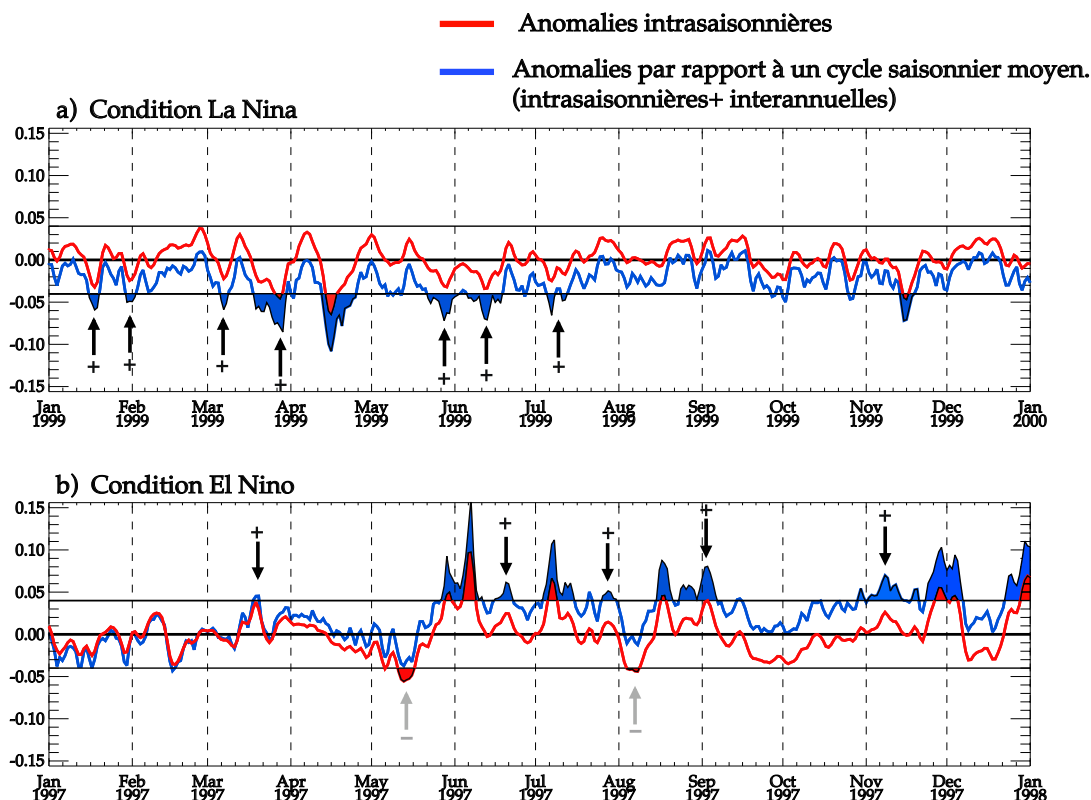 Anomalies intrasaisonnières
Anomalies par rapport à un cycle saisonnier moyen.
(intrasaisonnières+ interannuelles)
a) Condition La Nina
0.15
0.10
0.05
0.00
-0.05
-0.10
-0.15
+ + + + + + +
Jan Feb Mar Apr May Jun Jul Aug Sep Oct Nov Dec Jan
1999 1999 1999 1999 1999 1999 1999 1999 1999 1999 1999 1999 2000
b) Condition El Nino
0.15
0.10
0.05
0.00
-0.05
-0.10
-0.15
+ + + + +
− −
Jan Feb Mar Apr May Jun Jul Aug Sep Oct Nov Dec Jan
1997 1997 1997 1997 1997 1997 1997 1997 1997 1997 1997 1997 1998